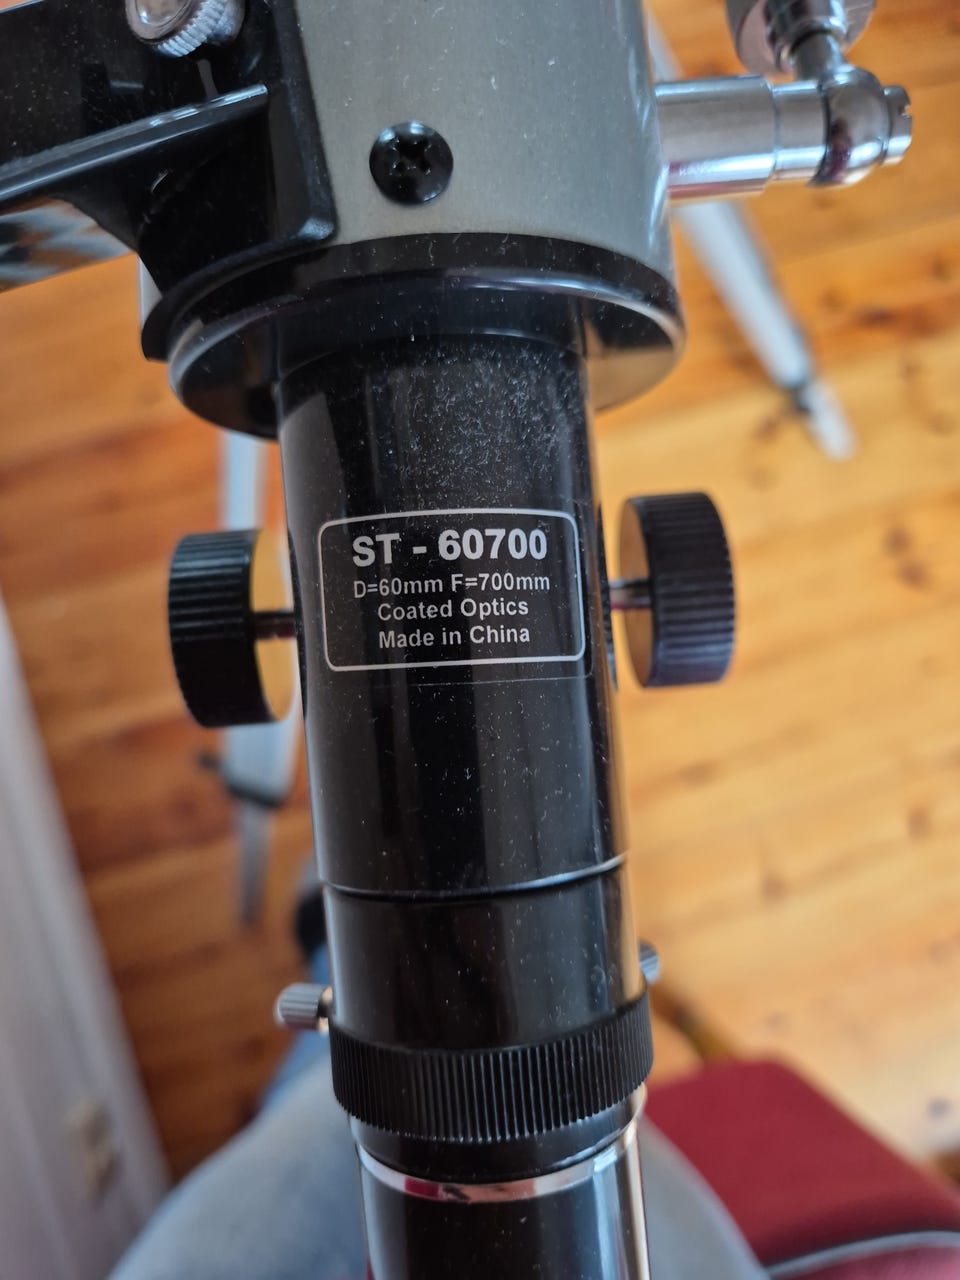 ST - 60700
D=60mm F=700mm
Coated Optics
Made in China